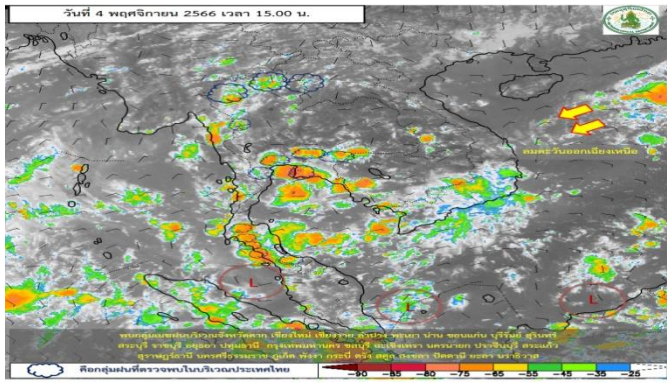 วันที่ 4 พฤศจิกายน 2566 เวลา 15.00 น.
ลมตะวันออกเฉียงเหนือ
L
L
L
พบกลุ่มเมฆฝนบริเวณจังหวัดตาก เชียงใหม่ เชียงราย ลำปาง พะเยา น่าน ขอนแก่น บุรีรัมย์ สุรินทร์
สระบุรี ราชบุรี อยุธยา ปทุมธานี กรุงเทพมหานคร ชลบุรี ฉะเชิงเทรา นครนายก ปราจีนบุรี สระแก้ว
สุราษฎร์ธานี นครศรีธรรมราช ภูเก็ต พังงา กระบี่ ตรัง สตูล สงขลา ปัตตานี ยะลา นราธิวาส
คือกลุ่มฝนที่ตรวจพบในบริเวณประเทศไทย
-90 -85 -75 -65 -55 -45 -35 -25